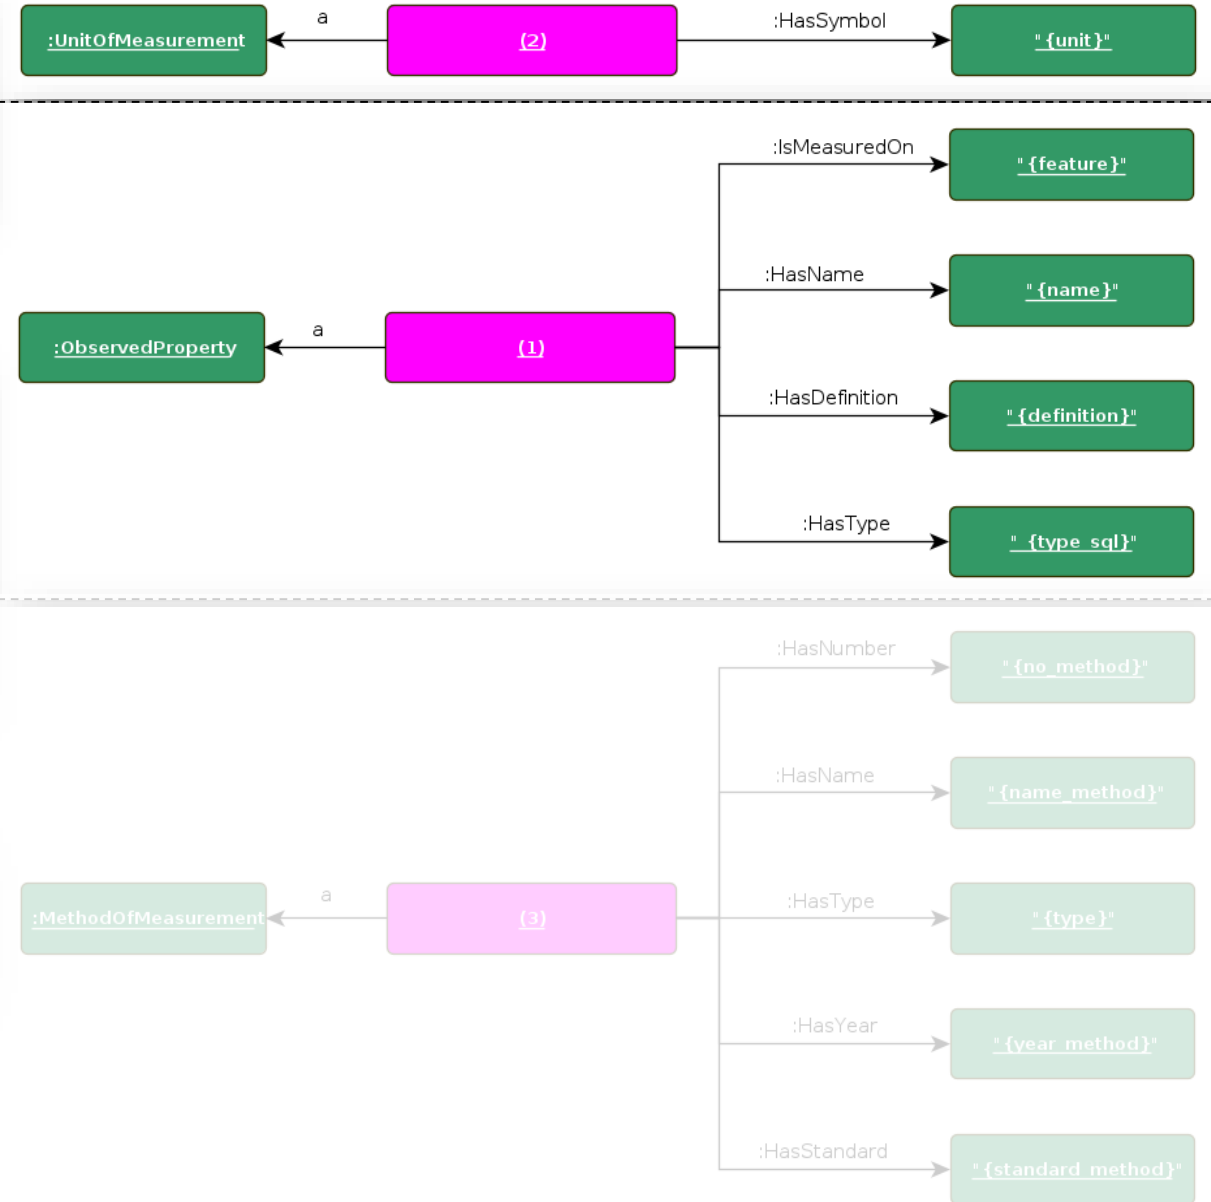 a
:HasSymbol
:UnitOfMeasurement
(2)
"{unit}"
:IsMeasuredOn
"{feature}"
:HasName
"{name}"
a
:ObservedProperty
(1)
:HasDefinition
"{definition}"
:HasType
"{type_sql}"
:HasNumber
"{no_method}"
:HasName
"{name_method}"
a
:HasType
:MethodOfMeasurement
(3)
"{type}"
:HasYear
"{year_method}"
:HasStandard
"{standard_method}"